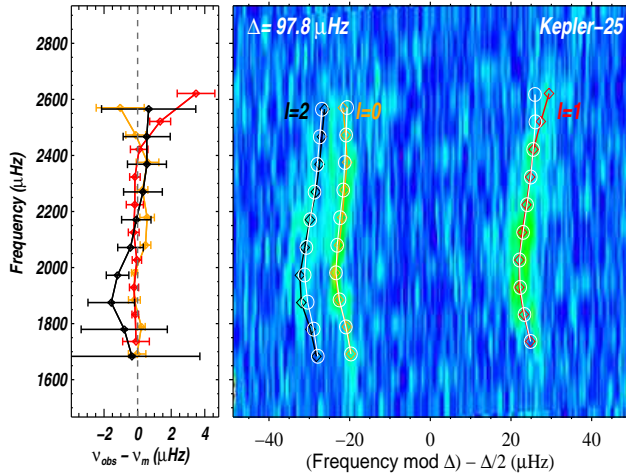 Δ= 97.8 μHz
Kepler−25
l=2
l=0
l=1
Frequency (μHz)
2800
2600
2400
2200
2000
1800
1600
−2 0 2 4
−40 −20 0 20 40
ν_obs − ν_m (μHz)
(Frequency mod Δ) − Δ/2 (μHz)